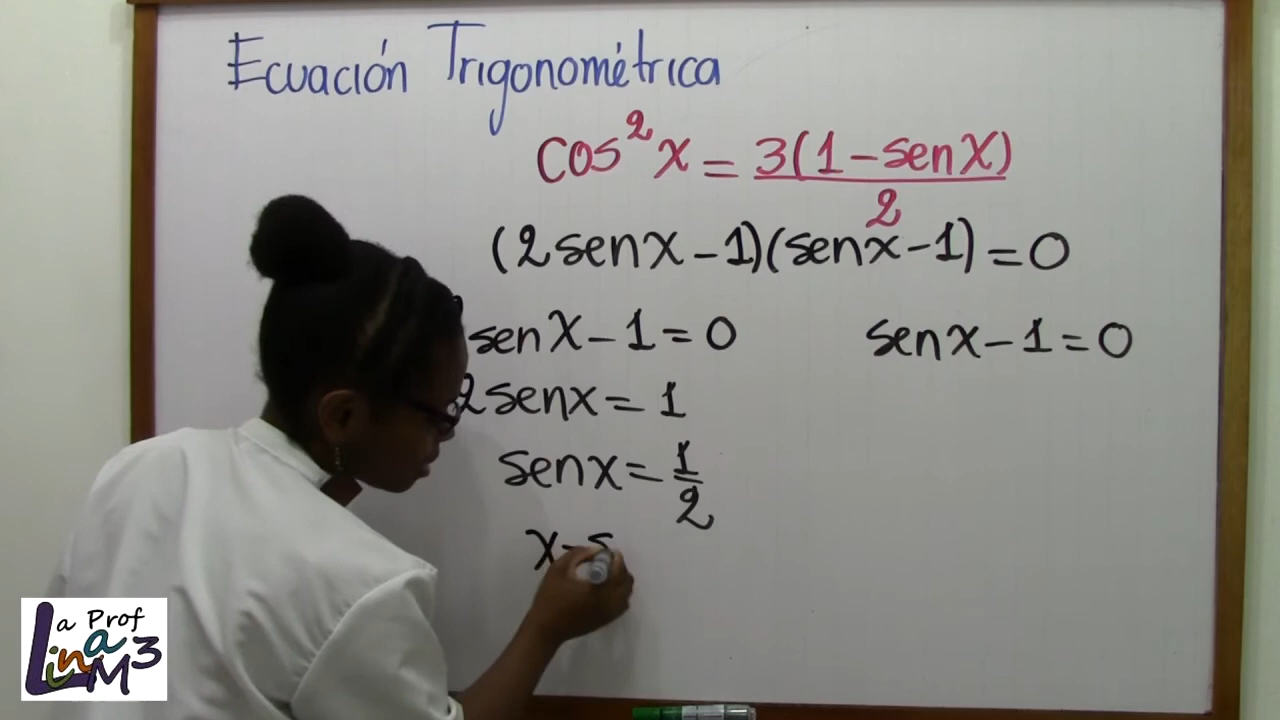 Ecuación Trigonométrica
cos²x = 3(1-senx)/2
(2senx-1)(senx-1)=0
senx-1=0 senx-1=0
2senx=1
senx=1/2
x=s
La Prof
Lina M3